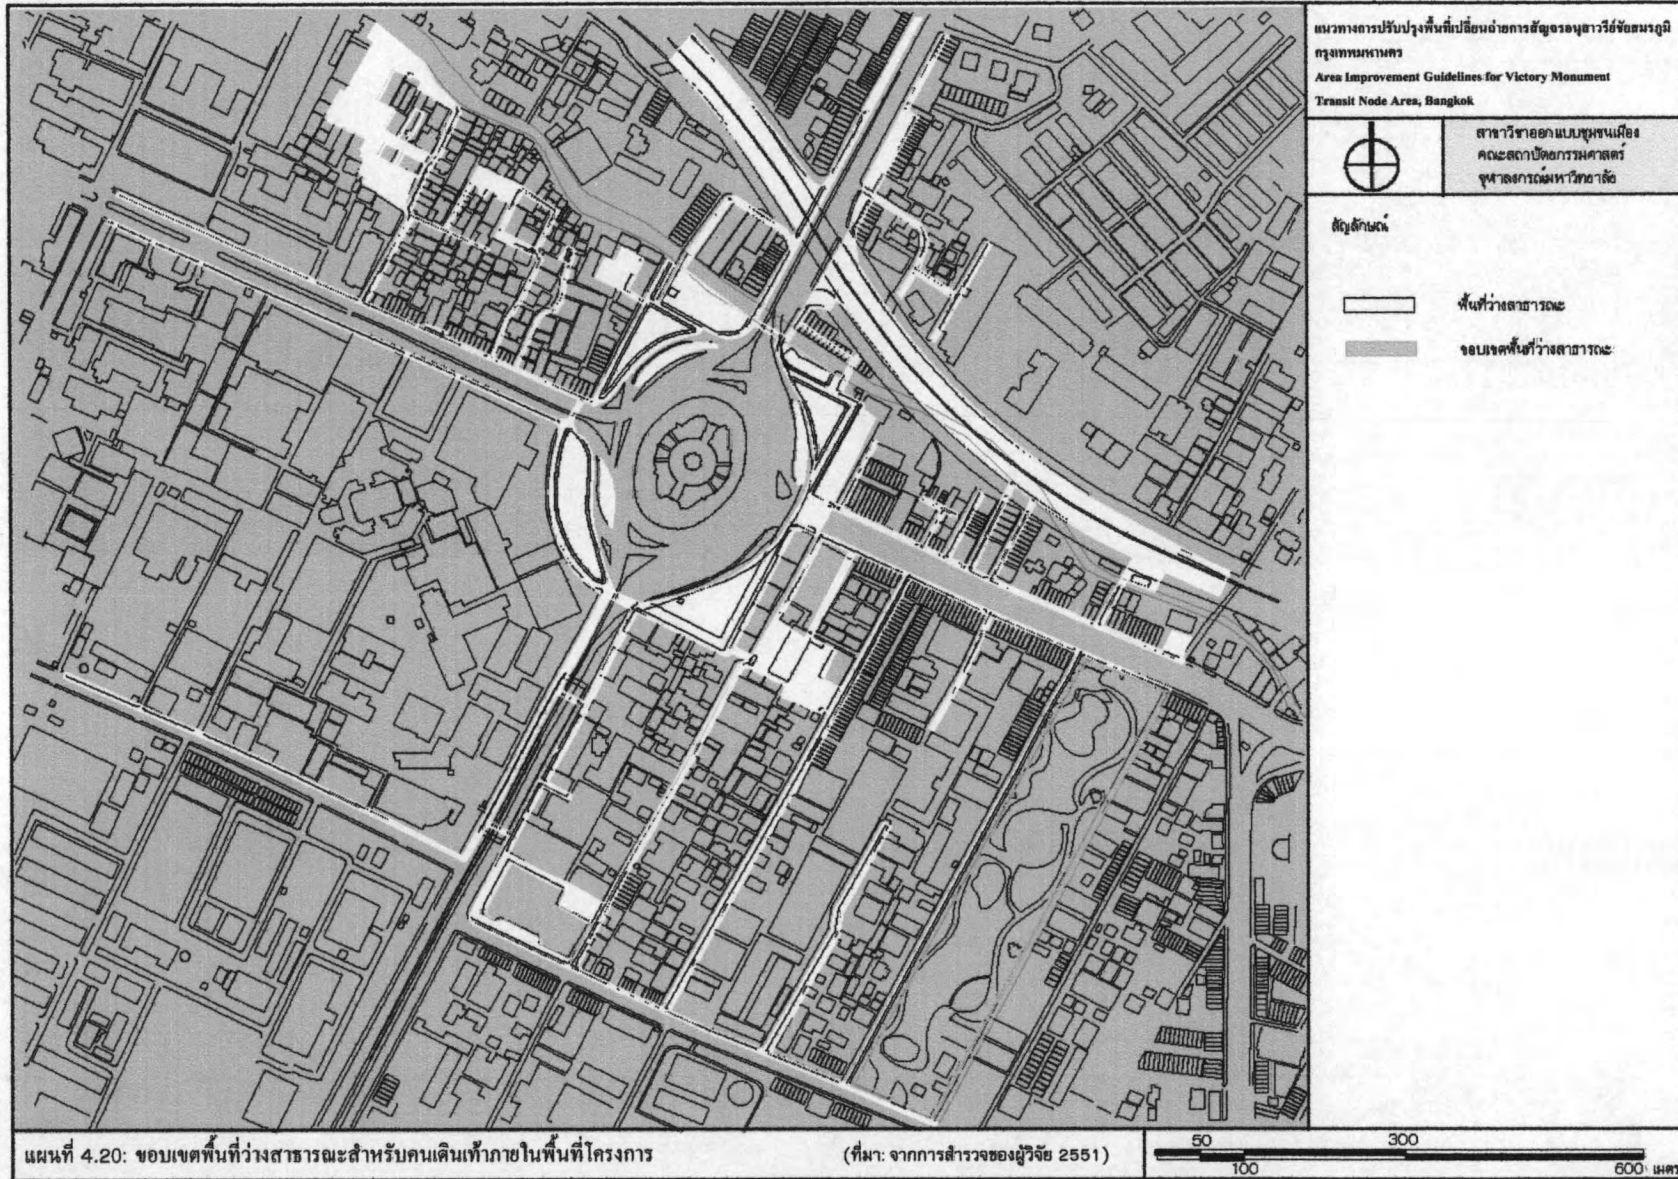 แนวทางการปรับปรุงพื้นที่เปลี่ยนถ่ายการสัญจรอนุสาวรีย์ชัยสมรภูมิ
กรุงเทพมหานคร
Area Improvement Guidelines for Victory Monument
Transit Node Area, Bangkok
สาขาวิชาออกแบบชุมชนเมือง
คณะสถาปัตยกรรมศาสตร์
จุฬาลงกรณ์มหาวิทยาลัย
สัญลักษณ์
พื้นที่ว่างสาธารณะ
ขอบเขตพื้นที่ว่างสาธารณะ
แผนที่ 4.20: ขอบเขตพื้นที่ว่างสาธารณะสำหรับคนเดินเท้าภายในพื้นที่โครงการ
(ที่มา: จากการสำรวจของผู้วิจัย 2551)
50 300
100 600 เมตร